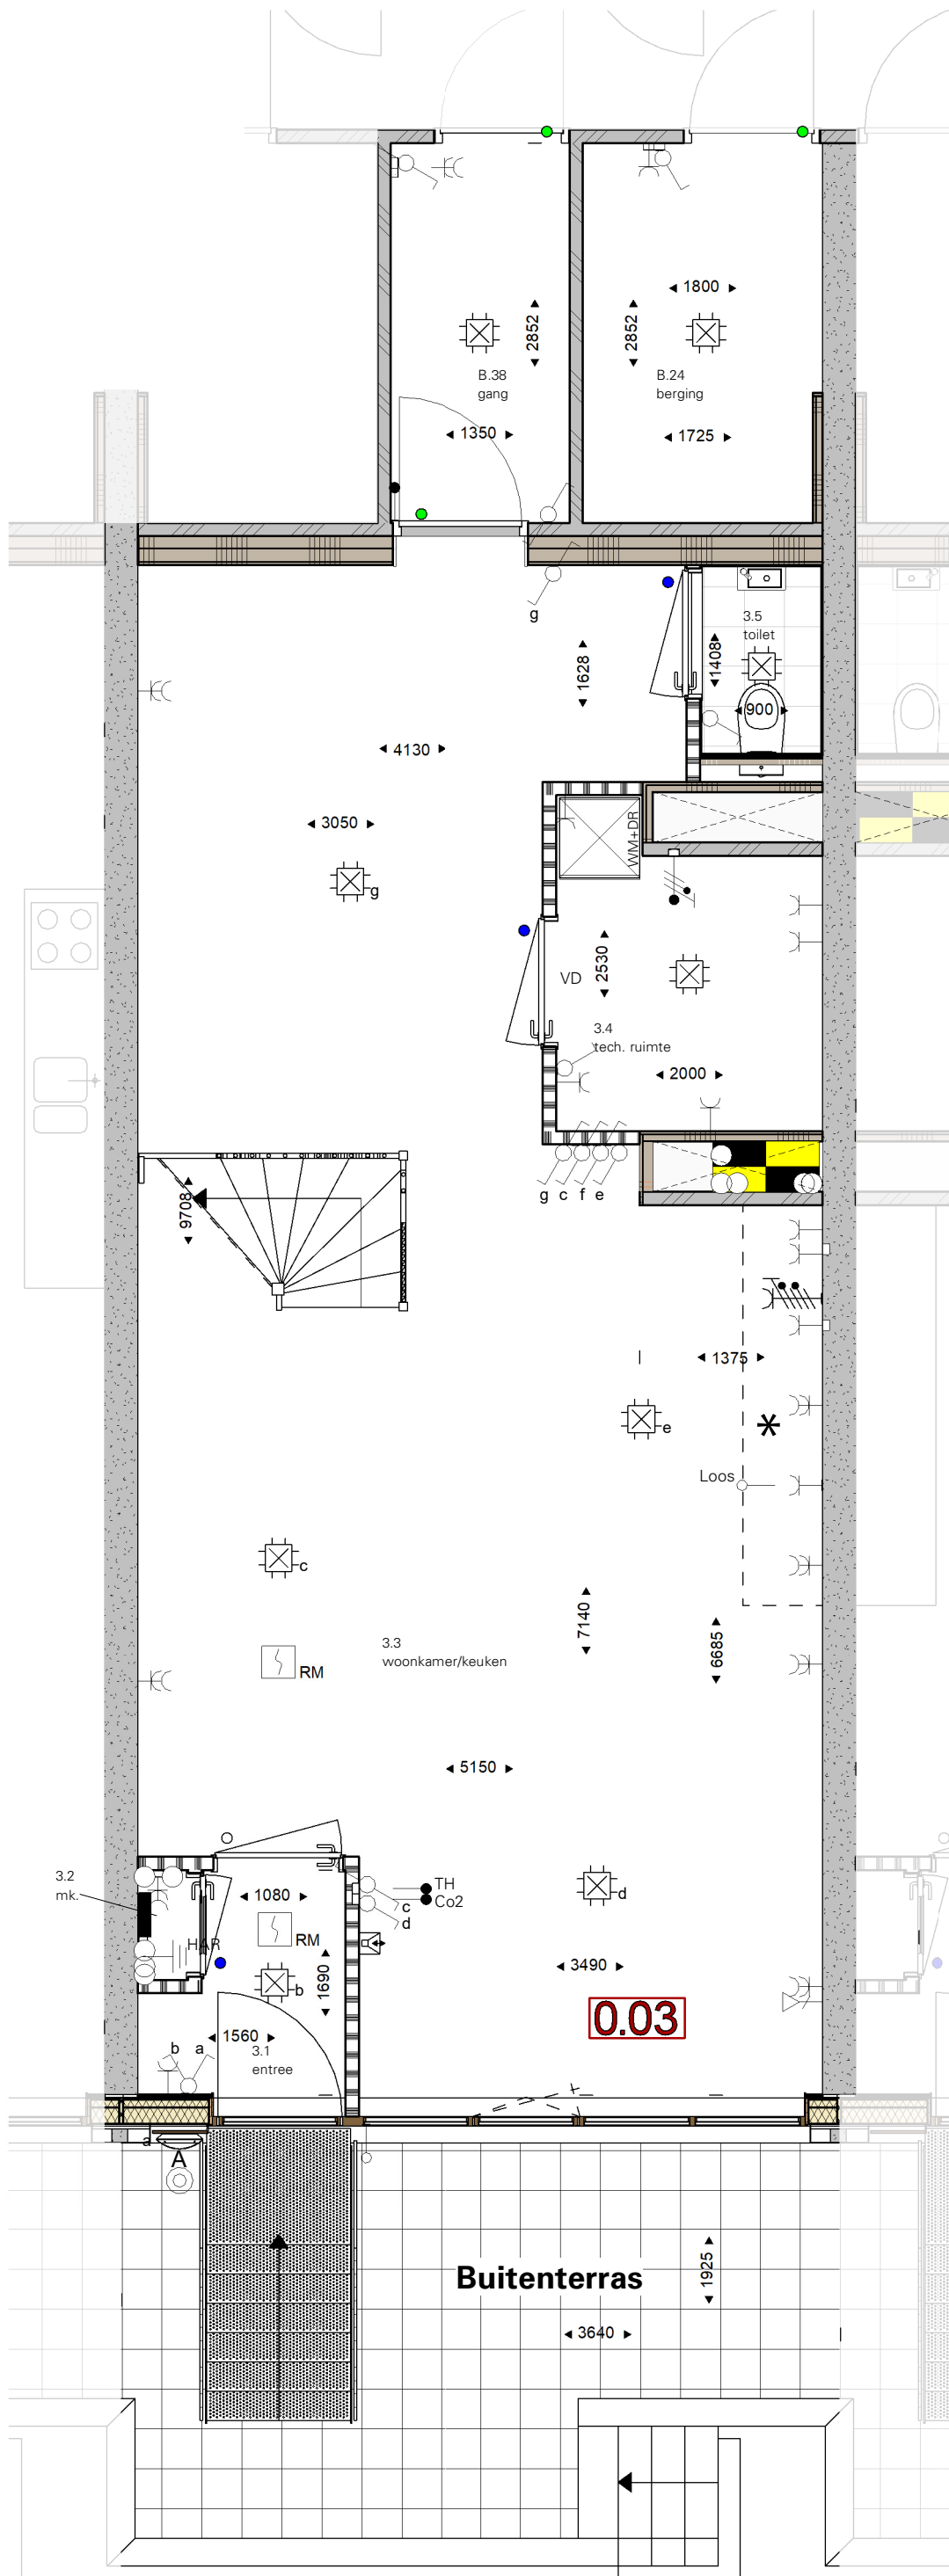 1800
2852
2852
B.38
gang
B.24
berging
1350
1725
g
3.5
toilet
1408
1628
900
4130
3050
WM+DR
g
2530
VD
3.4
tech. ruimte
2000
g c f e
9708
1375
e
*
Loos
c
7140
6685
3.3
woonkamer/keuken
RM
5150
3.2
mk.
TH
Co2
c
d
d
1080
HAR
RM
b
1690
3490
0.03
1560
b a
3.1
entree
a
A
Buitenterras
1925
3640